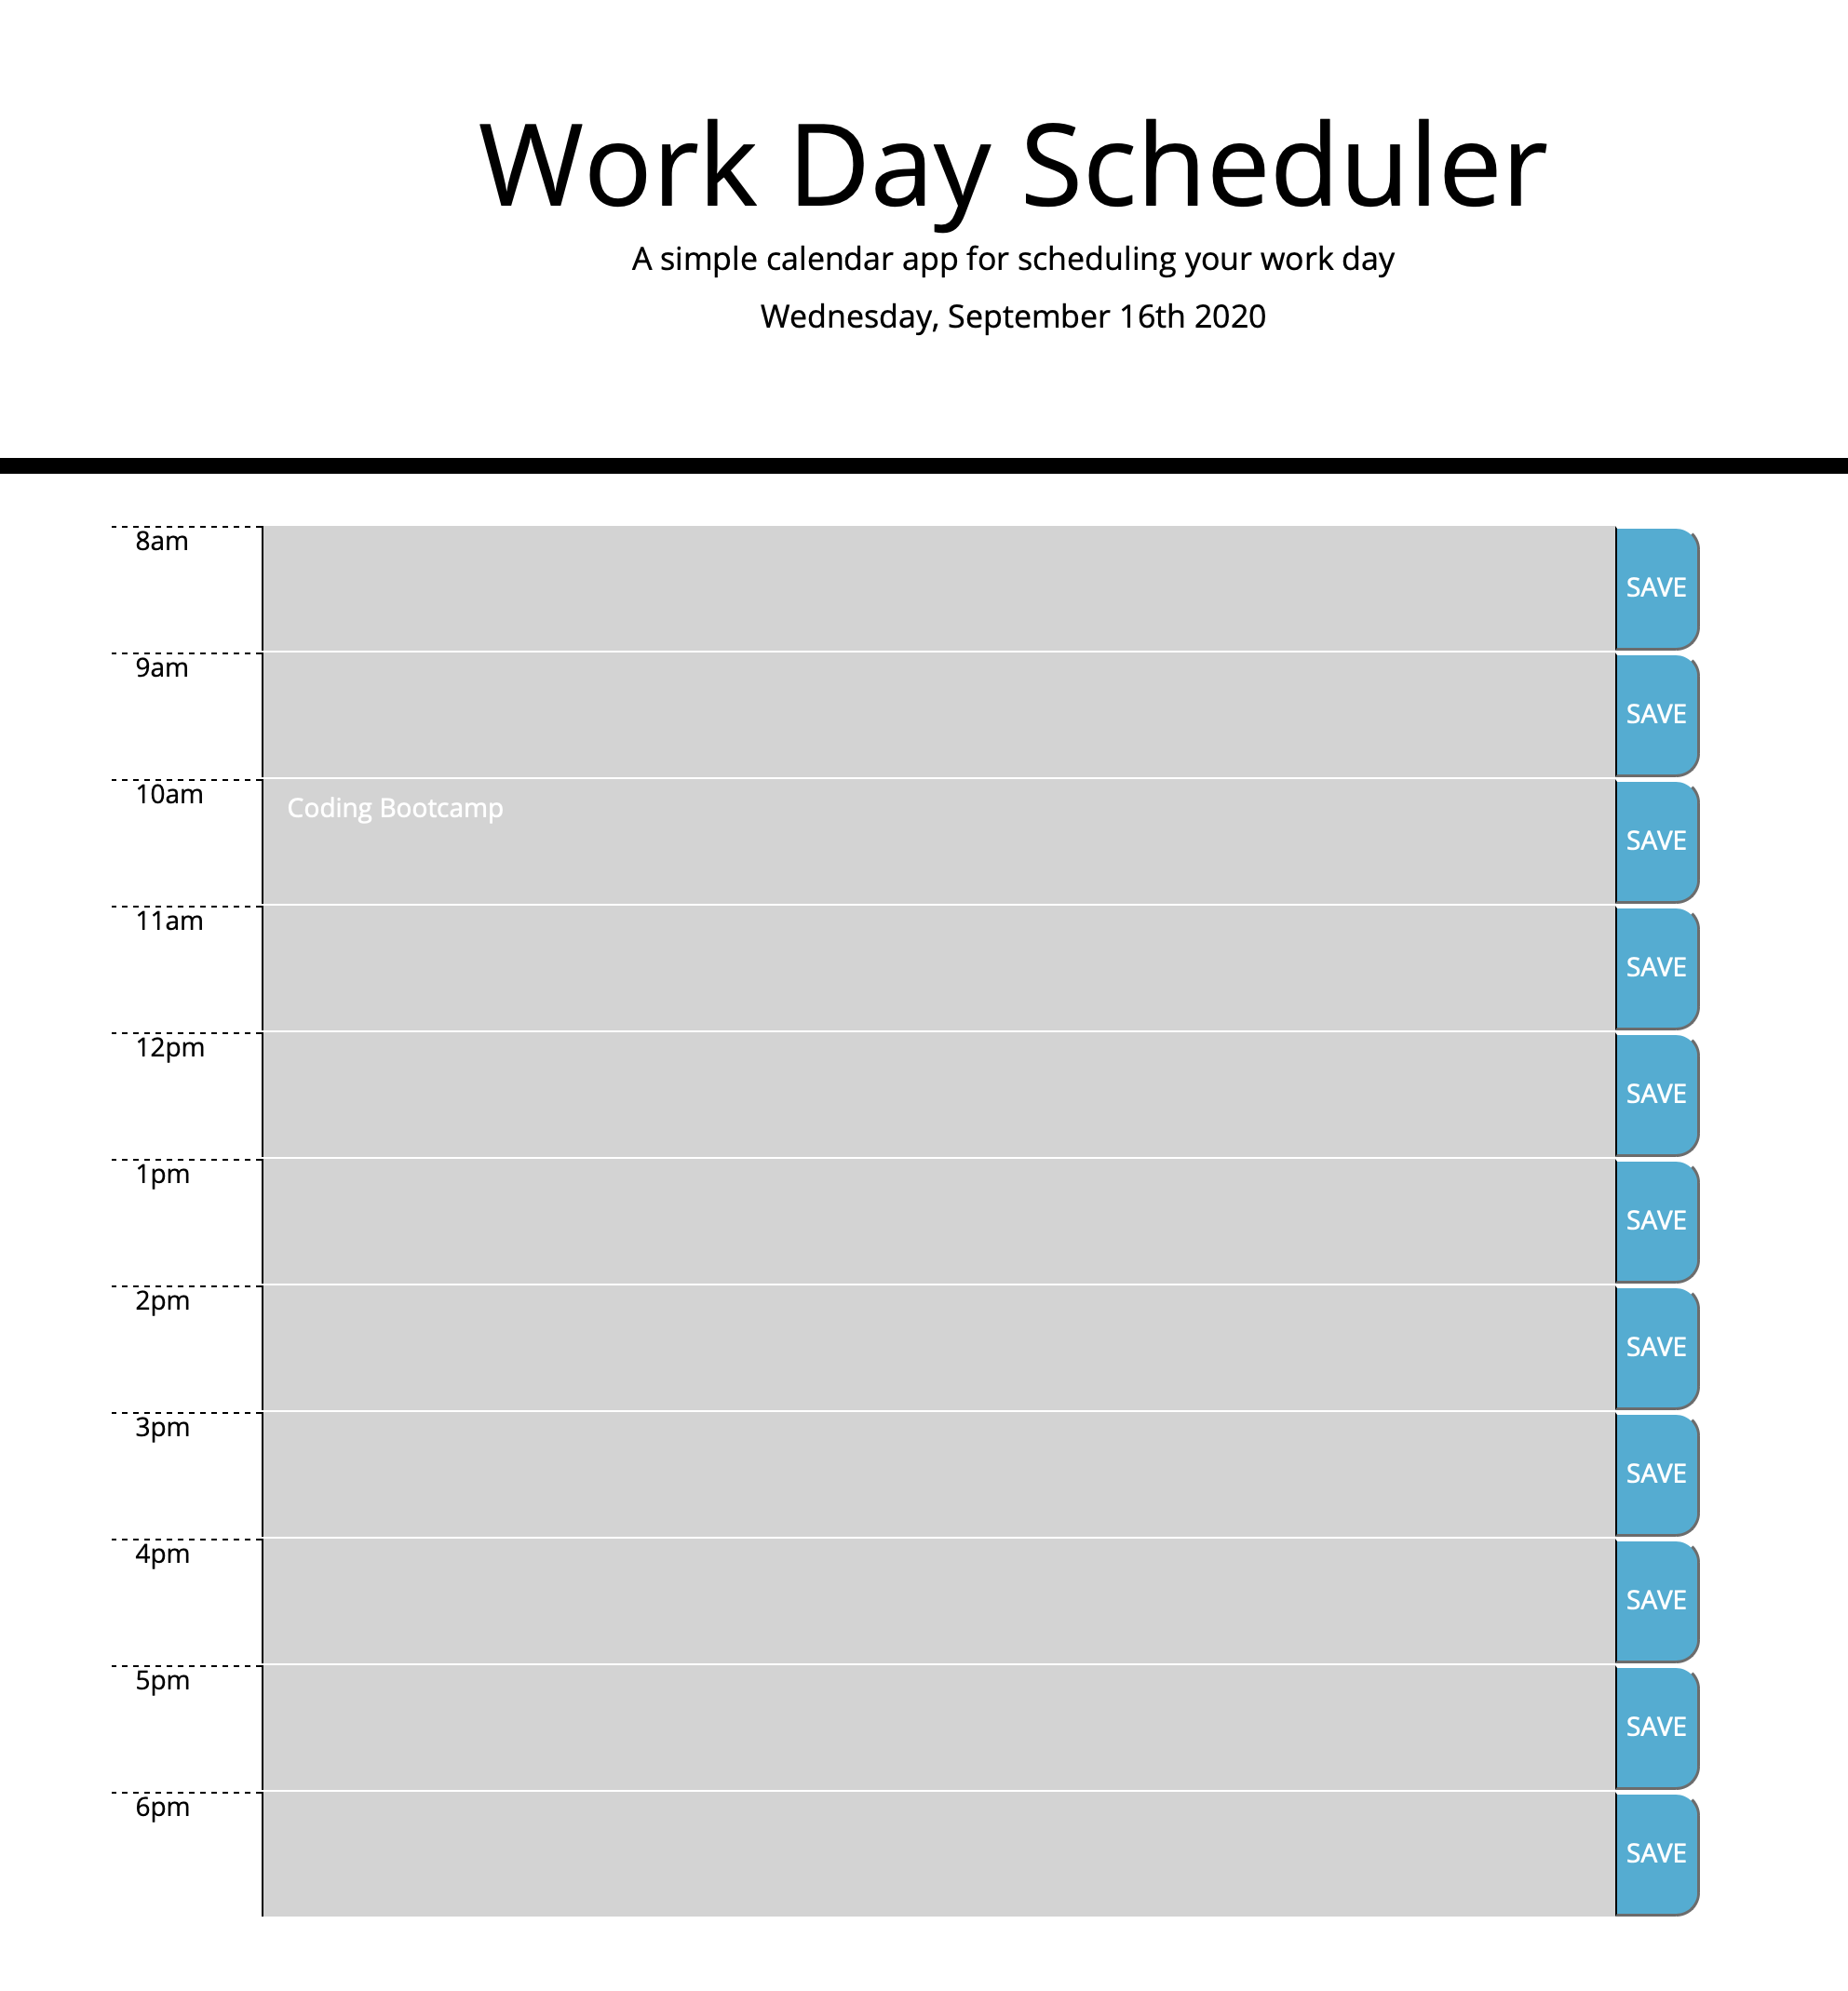 Work Day Scheduler
A simple calendar app for scheduling your work day
Wednesday, September 16th 2020
8am
SAVE
9am
SAVE
10am
Coding Bootcamp
SAVE
11am
SAVE
12pm
SAVE
1pm
SAVE
2pm
SAVE
3pm
SAVE
4pm
SAVE
5pm
SAVE
6pm
SAVE